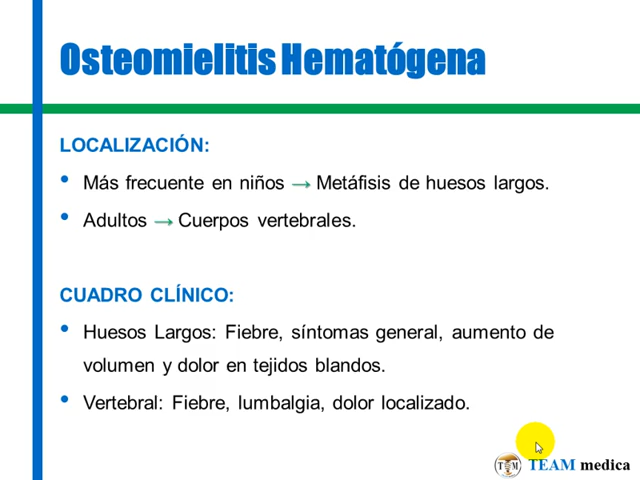 Osteomielitis Hematógena
LOCALIZACIÓN:
• Más frecuente en niños → Metáfisis de huesos largos.
• Adultos → Cuerpos vertebrales.
CUADRO CLÍNICO:
• Huesos Largos: Fiebre, síntomas general, aumento de
volumen y dolor en tejidos blandos.
• Vertebral: Fiebre, lumbalgia, dolor localizado.
TEAM medica